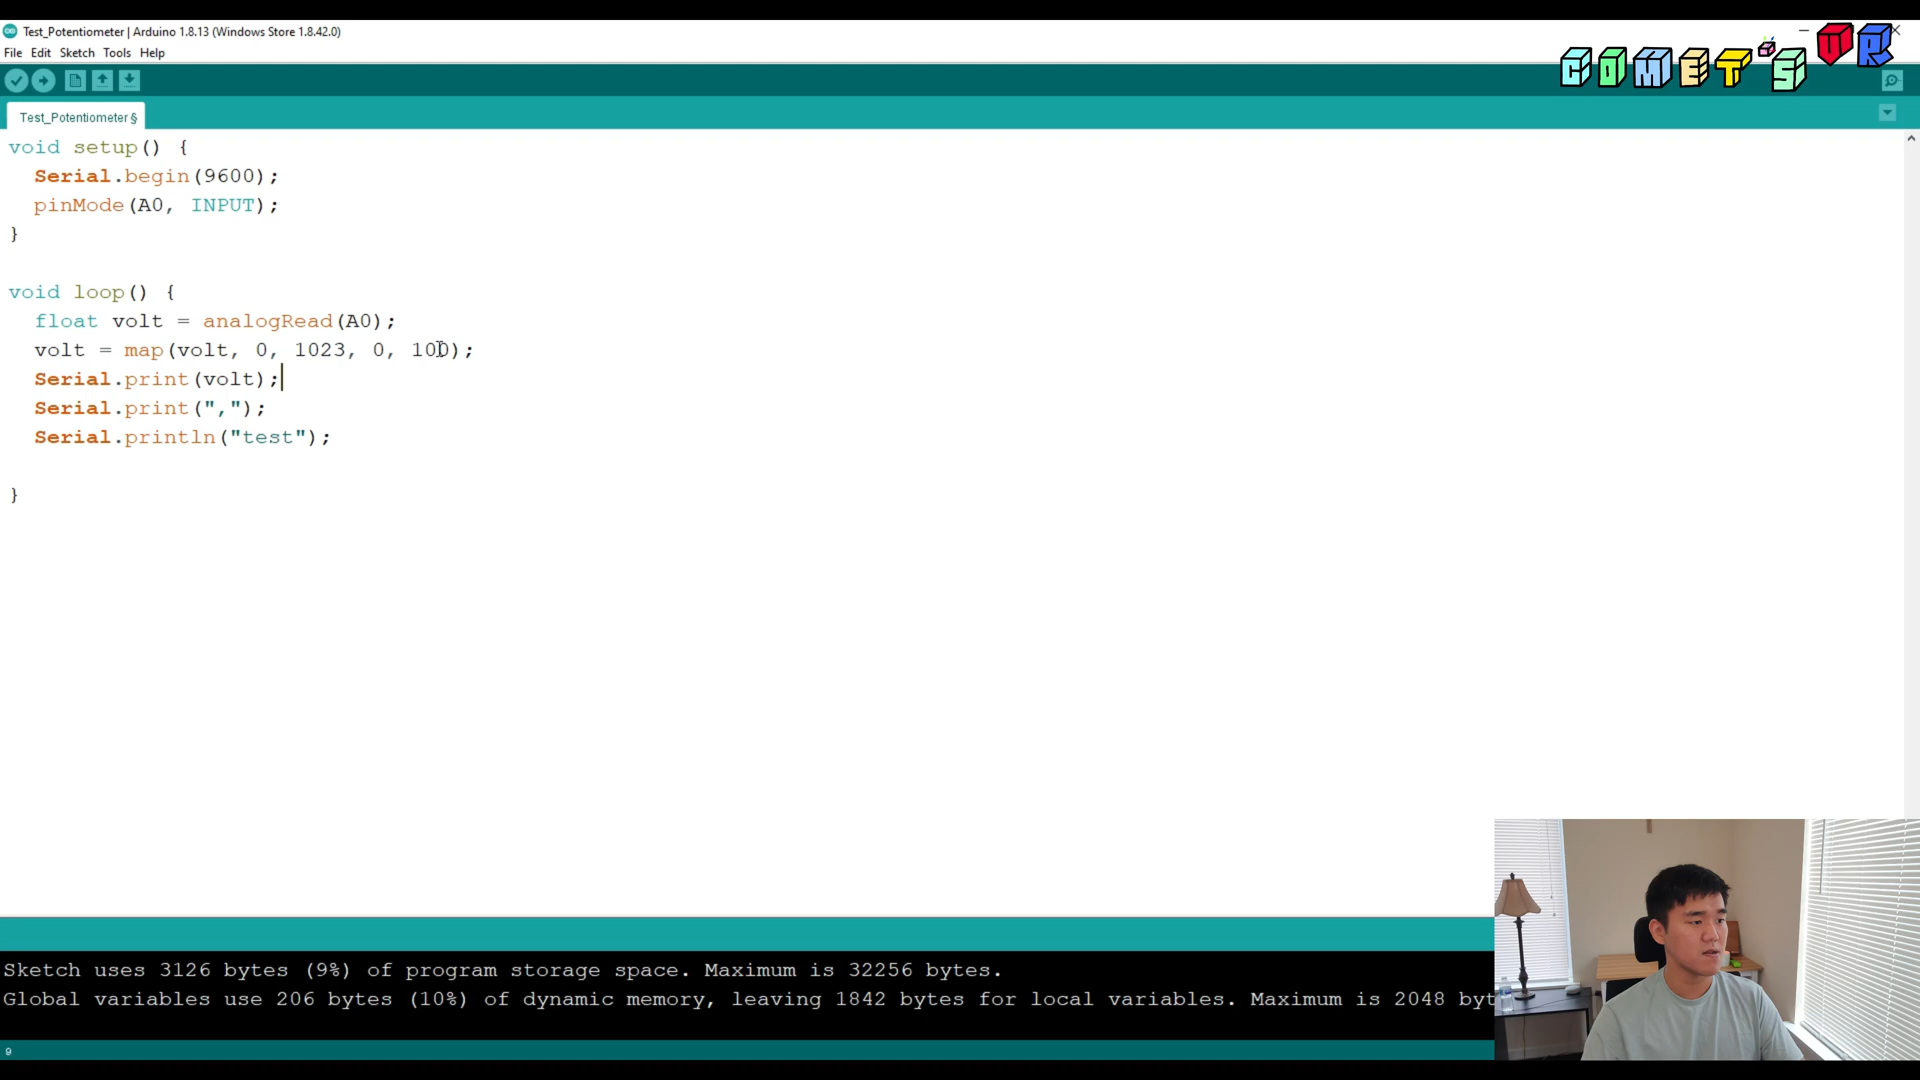 Test_Potentiometer | Arduino 1.8.13 (Windows Store 1.8.42.0)
File Edit Sketch Tools Help
COMET'S VR
Test_Potentiometer §
void setup() {
  Serial.begin(9600);
  pinMode(A0, INPUT);
}
void loop() {
  float volt = analogRead(A0);
  volt = map(volt, 0, 1023, 0, 100);
  Serial.print(volt);
  Serial.print(",");
  Serial.println("test");
}
Sketch uses 3126 bytes (9%) of program storage space. Maximum is 32256 bytes.
Global variables use 206 bytes (10%) of dynamic memory, leaving 1842 bytes for local variables. Maximum is 2048 byt
9